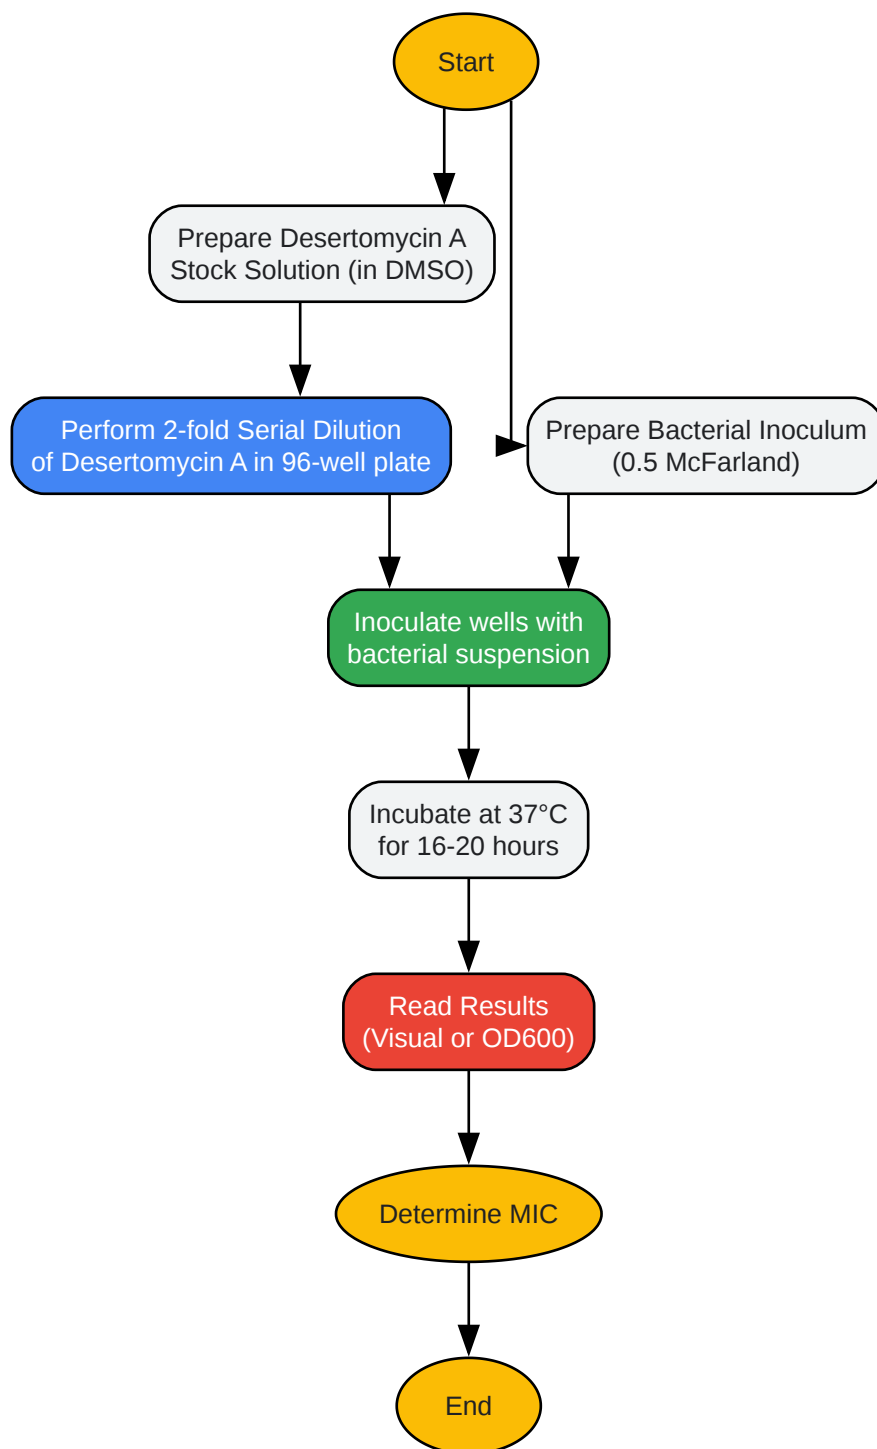 Start
Prepare Desertomycin A
Stock Solution (in DMSO)
Perform 2-fold Serial Dilution
of Desertomycin A in 96-well plate
Prepare Bacterial Inoculum
(0.5 McFarland)
Inoculate wells with
bacterial suspension
Incubate at 37°C
for 16-20 hours
Read Results
(Visual or OD600)
Determine MIC
End